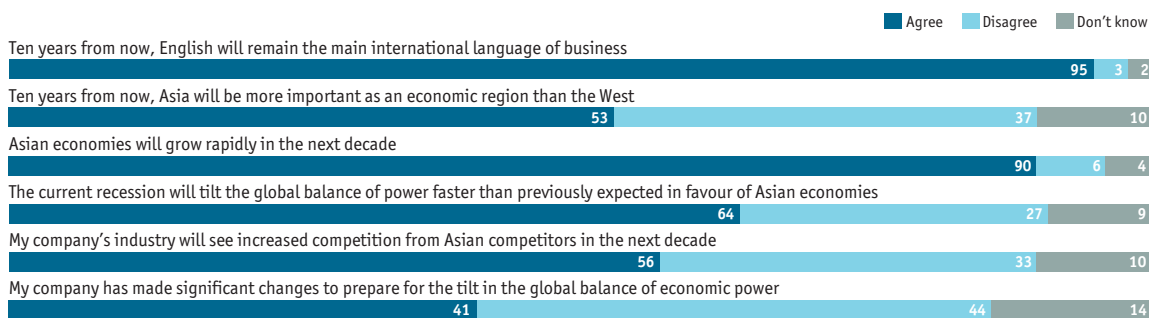 Agree Disagree Don't know
Ten years from now, English will remain the main international language of business
95 3 2
Ten years from now, Asia will be more important as an economic region than the West
53 37 10
Asian economies will grow rapidly in the next decade
90 6 4
The current recession will tilt the global balance of power faster than previously expected in favour of Asian economies
64 27 9
My company's industry will see increased competition from Asian competitors in the next decade
56 33 10
My company has made significant changes to prepare for the tilt in the global balance of economic power
41 44 14